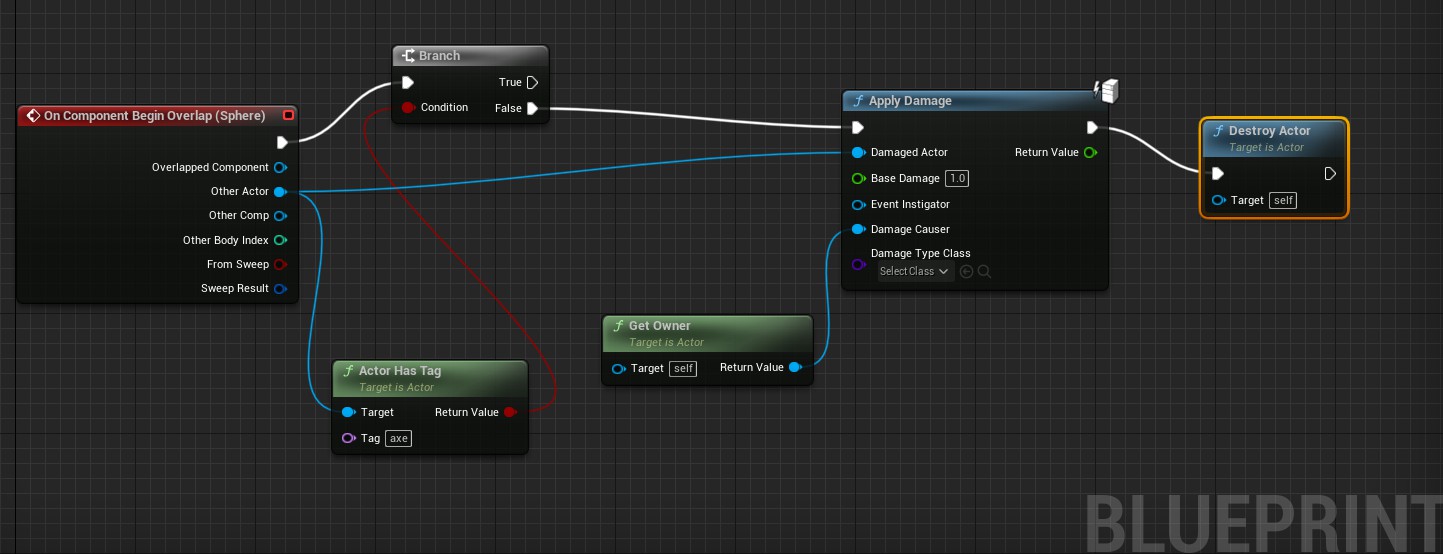 Branch
True
Condition
False
On Component Begin Overlap (Sphere)
Overlapped Component
Other Actor
Other Comp
Other Body Index
From Sweep
Sweep Result
f Apply Damage
Damaged Actor
Return Value
Base Damage 1.0
Event Instigator
Damage Causer
Damage Type Class
Select Class
f Destroy Actor
Target is Actor
Target self
f Get Owner
Target is Actor
Target self
Return Value
f Actor Has Tag
Target is Actor
Target
Return Value
Tag axe
BLUEPRINT